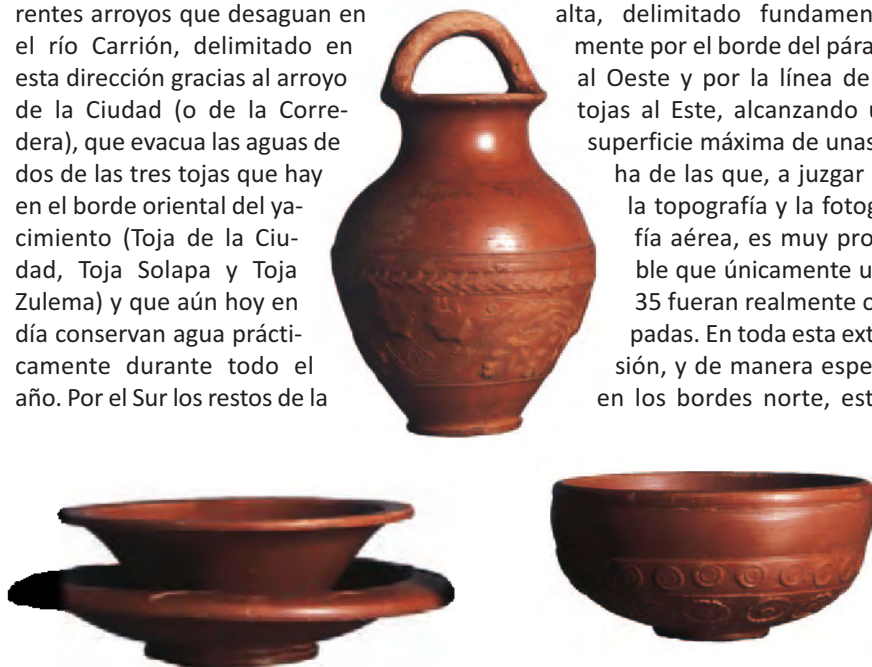 rentes arroyos que desaguan en
el río Carrión, delimitado en
esta dirección gracias al arroyo
de la Ciudad (o de la Corre-
dera), que evacua las aguas de
dos de las tres tojas que hay
en el borde oriental del ya-
cimiento (Toja de la Ciu-
dad, Toja Solapa y Toja
Zulema) y que aún hoy en
día conservan agua prácti-
camente durante todo el
año. Por el Sur los restos de la
alta, delimitado fundamen
mente por el borde del pára
al Oeste y por la línea de
tojas al Este, alcanzando u
superficie máxima de unas
ha de las que, a juzgar
la topografía y la fotog
fía aérea, es muy pro
ble que únicamente u
35 fueran realmente o
padas. En toda esta ext
sión, y de manera espe
en los bordes norte, est